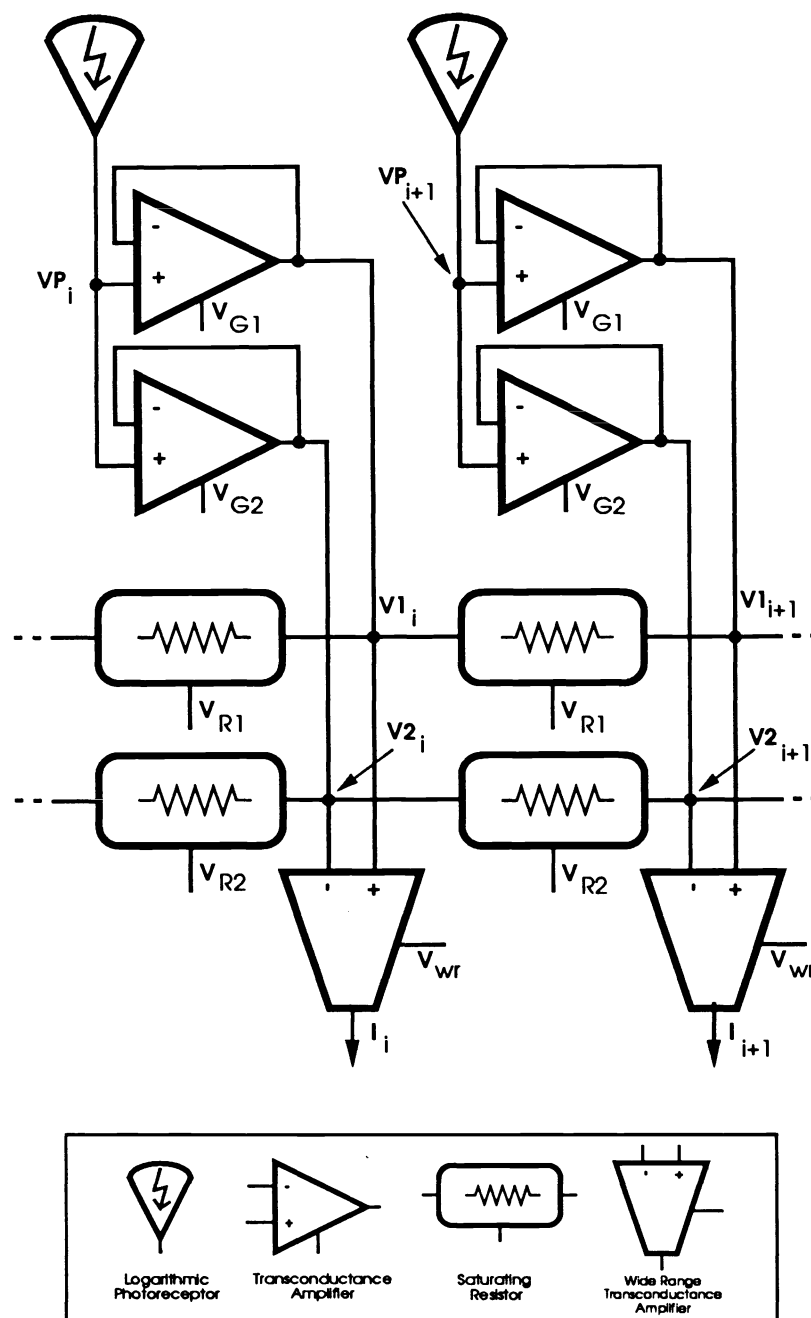 VP i+1
- -
VP i
+ +
V G1 V G1
- -
+ +
V G2 V G2
V1 i V1 i+1
V R1 V R1
V2 i V2 i+1
V R2 V R2
- + - +
V wr V wr
I i I i+1
- +
-
+
Logarithmic Photoreceptor
Transconductance Amplifier
Saturating Resistor
Wide Range Transconductance Amplifier